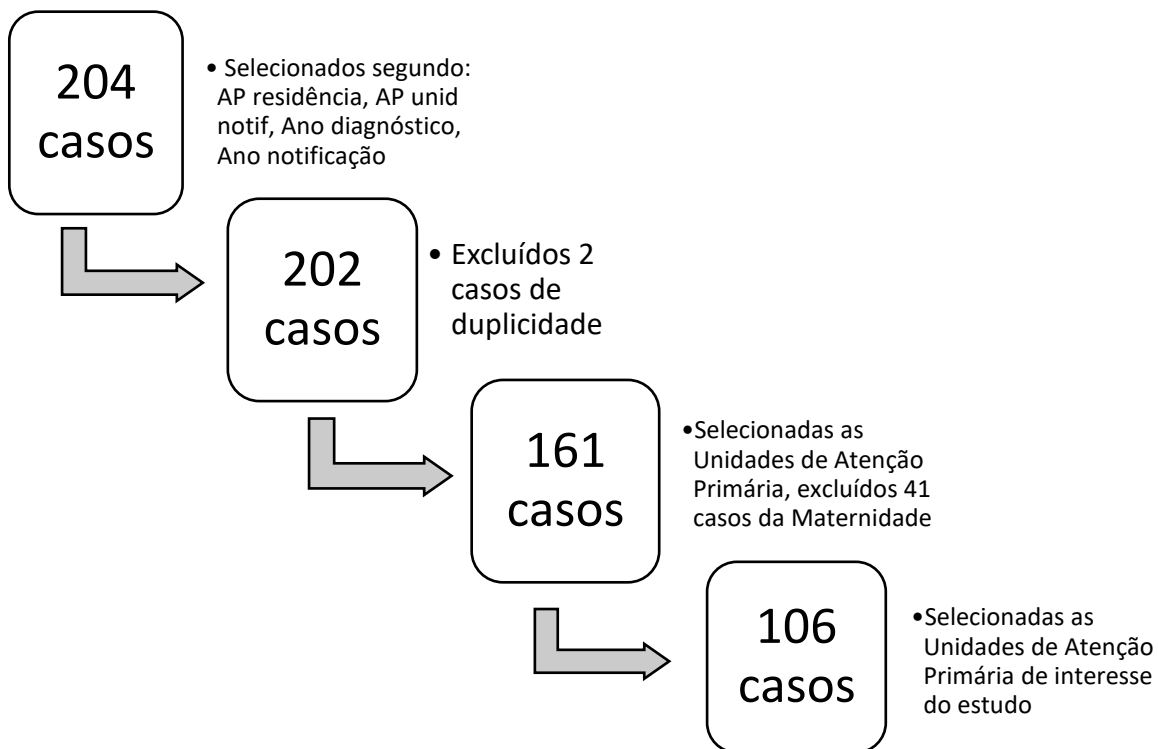 204
casos
• Selecionados segundo:
AP residência, AP unid
notif, Ano diagnóstico,
Ano notificação
202
casos
• Excluídos 2
casos de
duplicidade
161
casos
•Selecionadas as
Unidades de Atenção
Primária, excluídos 41
casos da Maternidade
106
casos
•Selecionadas as
Unidades de Atenção
Primária de interesse
do estudo